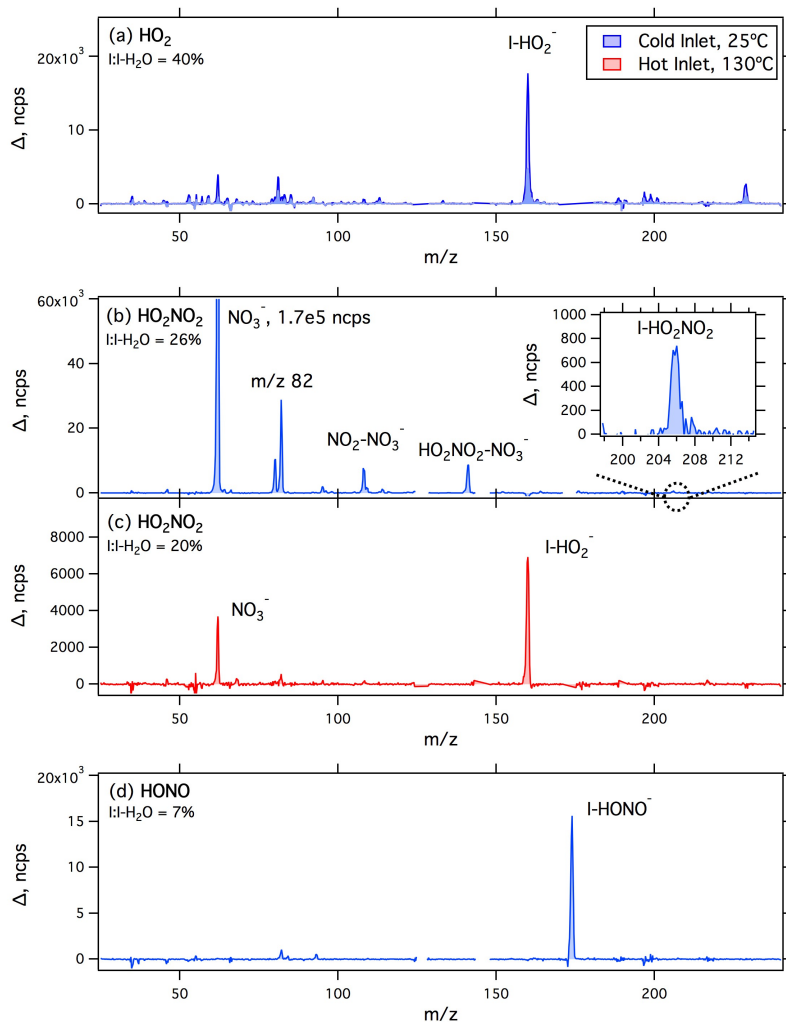 (a) HO₂
I:I-H₂O = 40%
I-HO₂⁻
Cold Inlet, 25ºC
Hot Inlet, 130ºC
20x10³
10
0
Δ, ncps
50 100 150 200
m/z
(b) HO₂NO₂
I:I-H₂O = 26%
NO₃⁻, 1.7e5 ncps
m/z 82
NO₂-NO₃⁻
HO₂NO₂-NO₃⁻
60x10³
40
20
0
Δ, ncps
I-HO₂NO₂
1000
800
600
400
200
0
Δ, ncps
200 204 208 212
(c) HO₂NO₂
I:I-H₂O = 20%
NO₃⁻
I-HO₂⁻
8000
6000
4000
2000
0
Δ, ncps
50 100 150 200
m/z
(d) HONO
I:I-H₂O = 7%
I-HONO⁻
20x10³
15
10
5
0
Δ, ncps
50 100 150 200
m/z